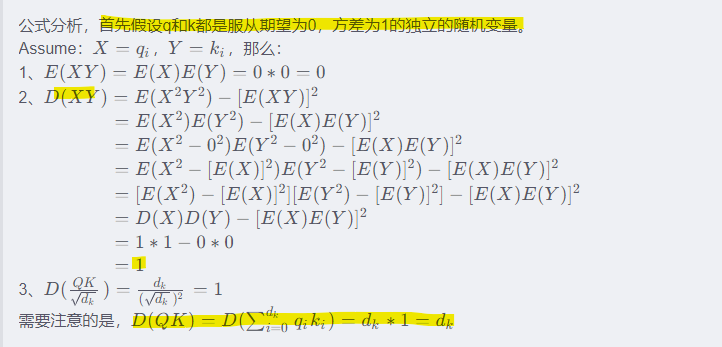 公式分析，首先假设q和k都是服从期望为0，方差为1的独立的随机变量。
Assume：$X = q_i$，$Y = k_i$，那么：
1、$E(XY) = E(X)E(Y) = 0 * 0 = 0$
2、$D(XY) = E(X^2Y^2) - [E(XY)]^2$
$= E(X^2)E(Y^2) - [E(X)E(Y)]^2$
$= E(X^2 - 0^2)E(Y^2 - 0^2) - [E(X)E(Y)]^2$
$= E(X^2 - [E(X)]^2)E(Y^2 - [E(Y)]^2) - [E(X)E(Y)]^2$
$= [E(X^2) - [E(X)]^2][E(Y^2) - [E(Y)]^2] - [E(X)E(Y)]^2$
$= D(X)D(Y) - [E(X)E(Y)]^2$
$= 1 * 1 - 0 * 0$
$= 1$
3、$D(\frac{QK}{\sqrt{d_k}}) = \frac{d_k}{(\sqrt{d_k})^2} = 1$
需要注意的是，$D(QK) = D(\sum_{i=0}^{d_k} q_i k_i) = d_k * 1 = d_k$